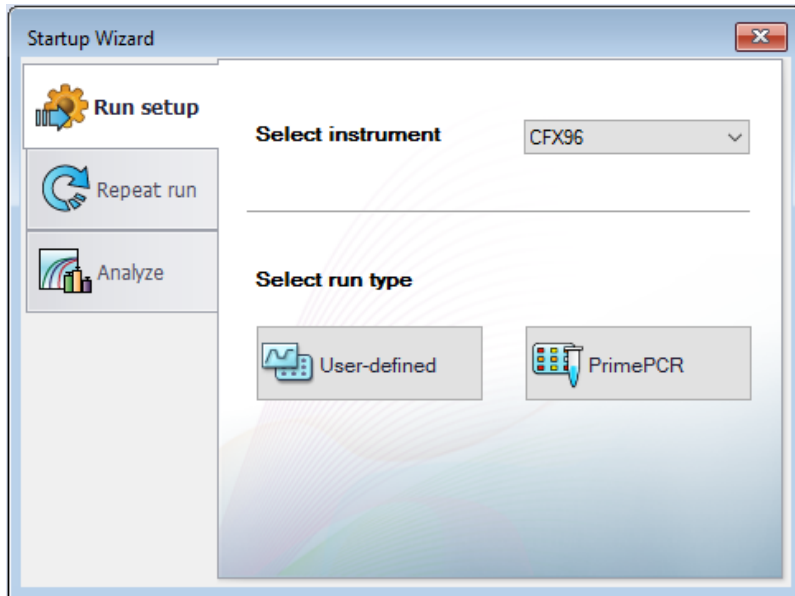 Startup Wizard
Run setup
Repeat run
Analyze
Select instrument
CFX96
Select run type
User-defined
PrimePCR